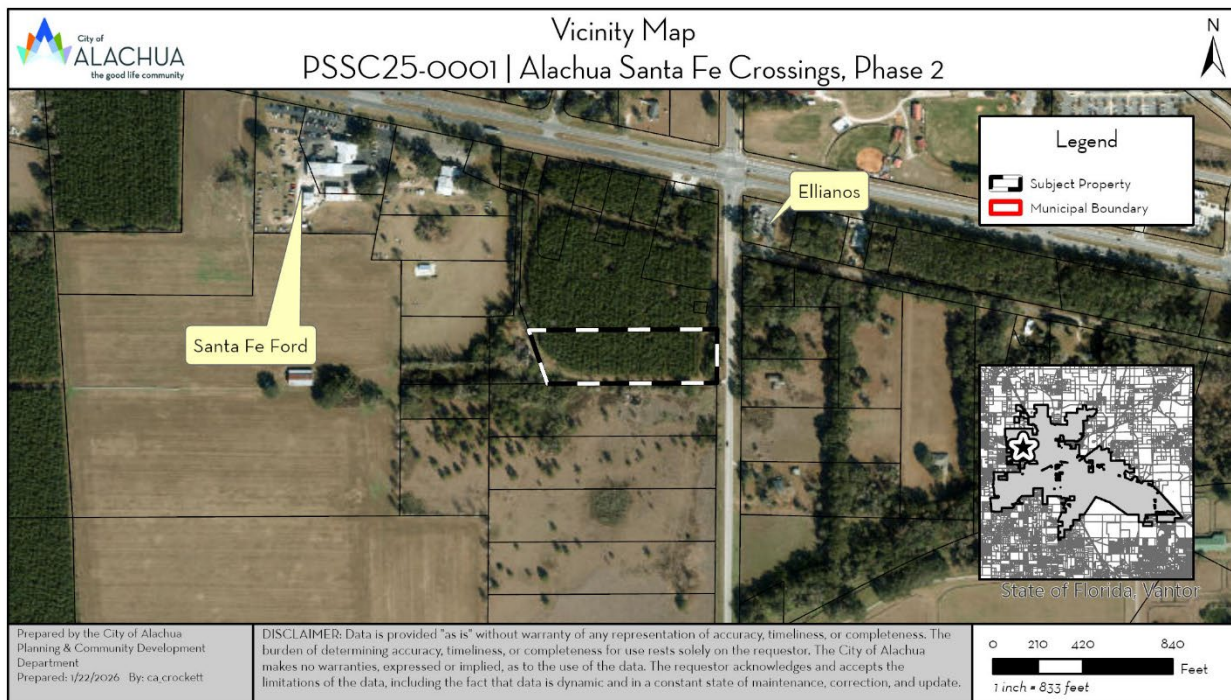 City of
ALACHUA
the good life community
Vicinity Map
PSSC25-0001 | Alachua Santa Fe Crossings, Phase 2
N
Legend
Subject Property
Municipal Boundary
Ellianos
Santa Fe Ford
State of Florida, Vantor
Prepared by the City of Alachua
Planning & Community Development
Department
Prepared: 1/22/2026 By: ca_crockett
DISCLAIMER: Data is provided "as is" without warranty of any representation of accuracy, timeliness, or completeness. The
burden of determining accuracy, timeliness, or completeness for use rests solely on the requestor. The City of Alachua
makes no warranties, expressed or implied, as to the use of the data. The requestor acknowledges and accepts the
limitations of the data, including the fact that data is dynamic and in a constant state of maintenance, correction, and update.
0 210 420 840
Feet
1 inch = 833 feet